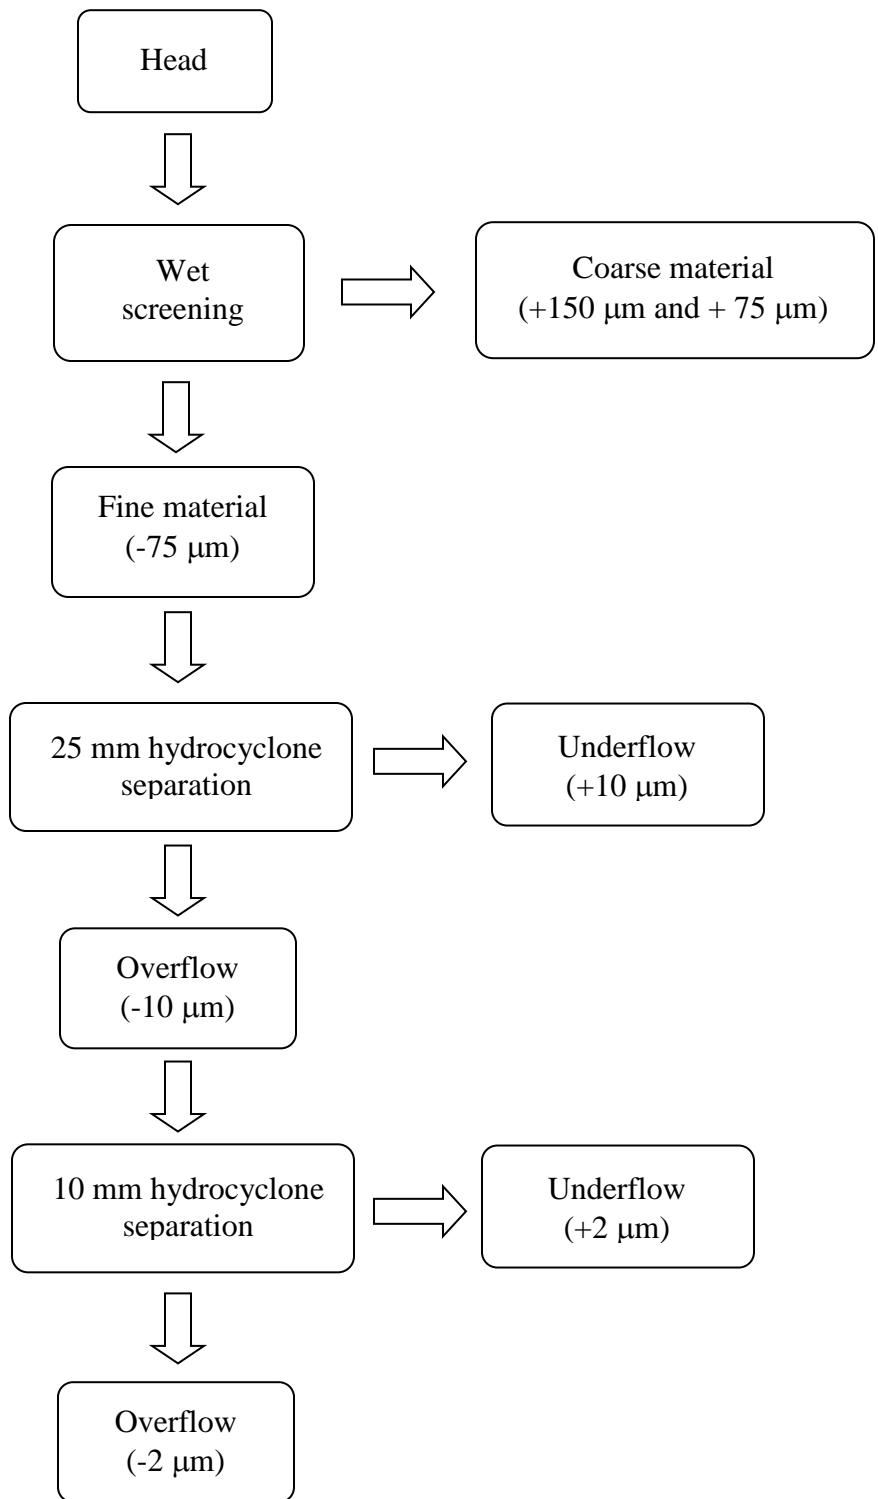 Head
Wet
screening
Coarse material
(+150 μm and + 75 μm)
Fine material
(-75 μm)
25 mm hydrocyclone
separation
Underflow
(+10 μm)
Overflow
(-10 μm)
10 mm hydrocyclone
separation
Underflow
(+2 μm)
Overflow
(-2 μm)